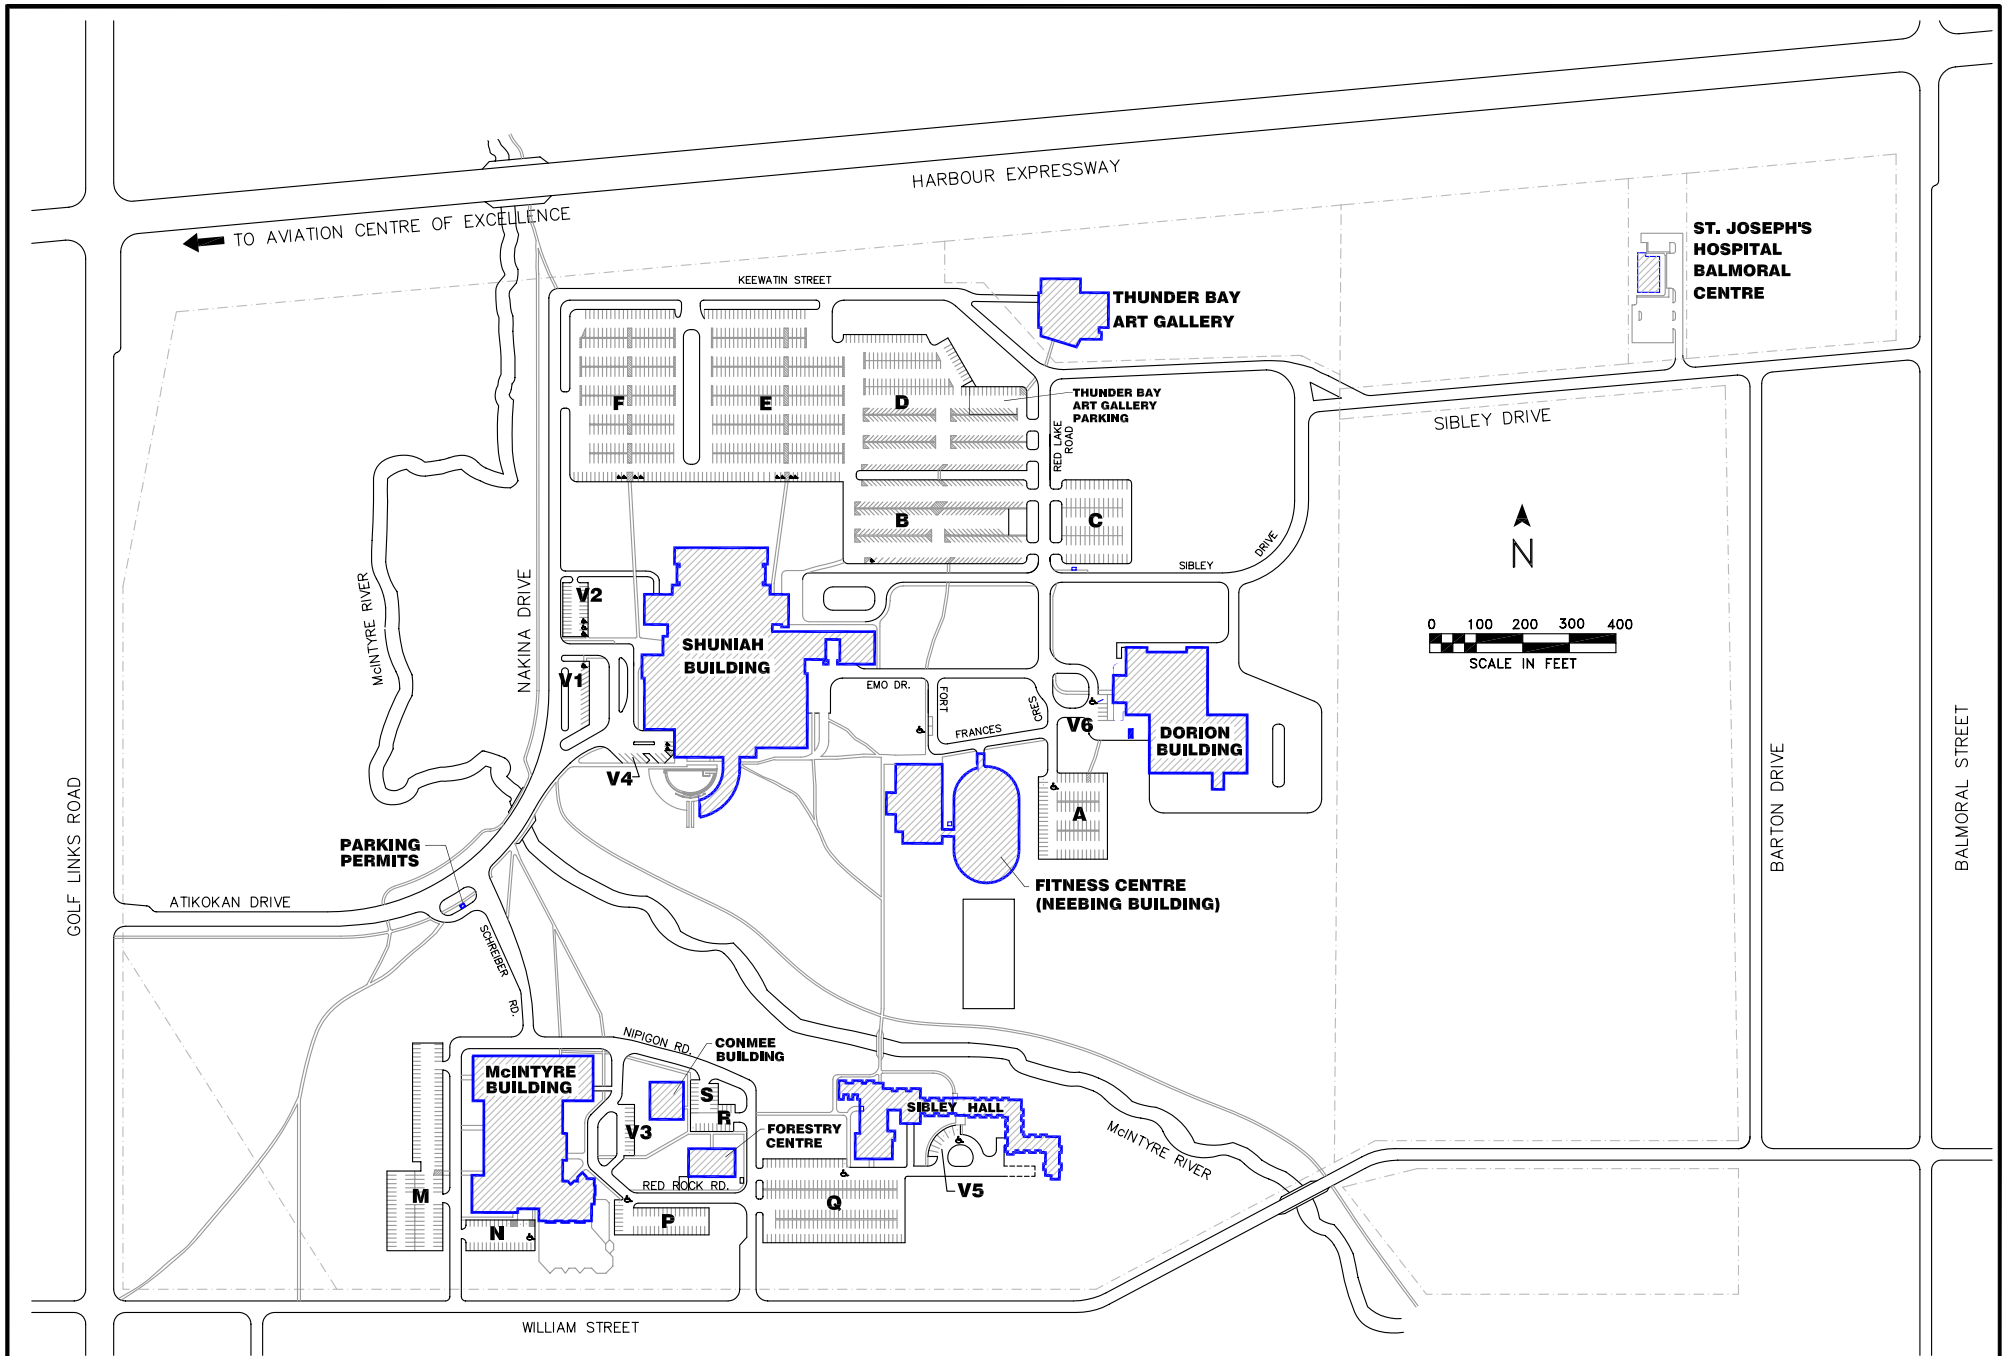 HARBOUR EXPRESSWAY
TO AVIATION CENTRE OF EXCELLENCE
ST. JOSEPH'S
HOSPITAL
BALMORAL
CENTRE
KEEWATIN STREET
THUNDER BAY
ART GALLERY
THUNDER BAY
ART GALLERY
PARKING
F
E
D
RED LAKE
ROAD
SIBLEY DRIVE
B
C
N
SIBLEY
DRIVE
McINTYRE RIVER
NAKINA DRIVE
V2
0 100 200 300 400
SCALE IN FEET
SHUNIAH
BUILDING
V1
EMO DR.
FORT
FRANCES
CRES
V6
DORION
BUILDING
V4
A
GOLF LINKS ROAD
BARTON DRIVE
BALMORAL STREET
PARKING
PERMITS
FITNESS CENTRE
(NEEBING BUILDING)
ATIKOKAN DRIVE
SCHREIBER
RD.
NIPIGON RD.
CONMEE
BUILDING
McINTYRE
BUILDING
S
R
V3
SIBLEY HALL
FORESTRY
CENTRE
McINTYRE RIVER
RED ROCK RD.
M
N
P
Q
V5
WILLIAM STREET